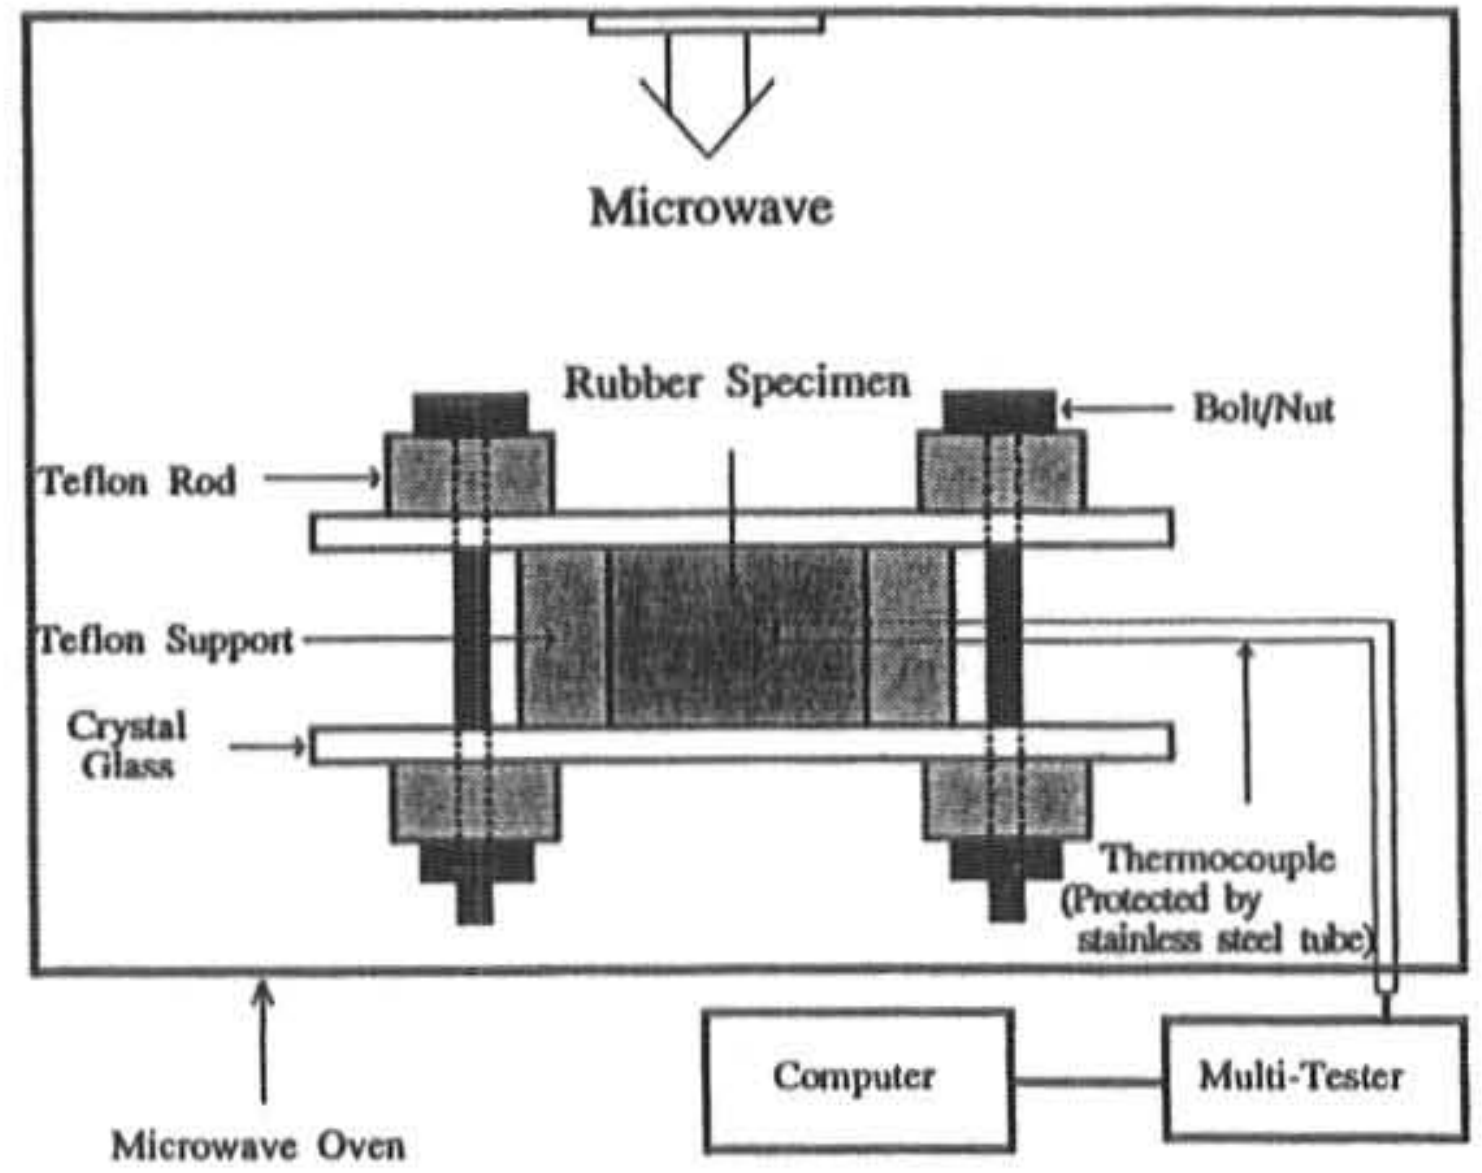 Microwave
Rubber Specimen
Bolt/Nut
Teflon Rod
Teflon Support
Crystal
Glass
Thermocouple
(Protected by
stainless steel tube)
Computer
Multi-Tester
Microwave Oven